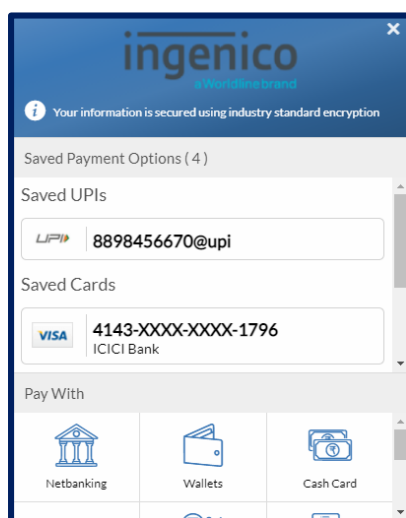 ingenico
a Worldline brand
Your information is secured using industry standard encryption
Saved Payment Options ( 4 )
Saved UPIs
UPI 8898456670@upi
Saved Cards
VISA 4143-XXXX-XXXX-1796
ICICI Bank
Pay With
Netbanking Wallets Cash Card